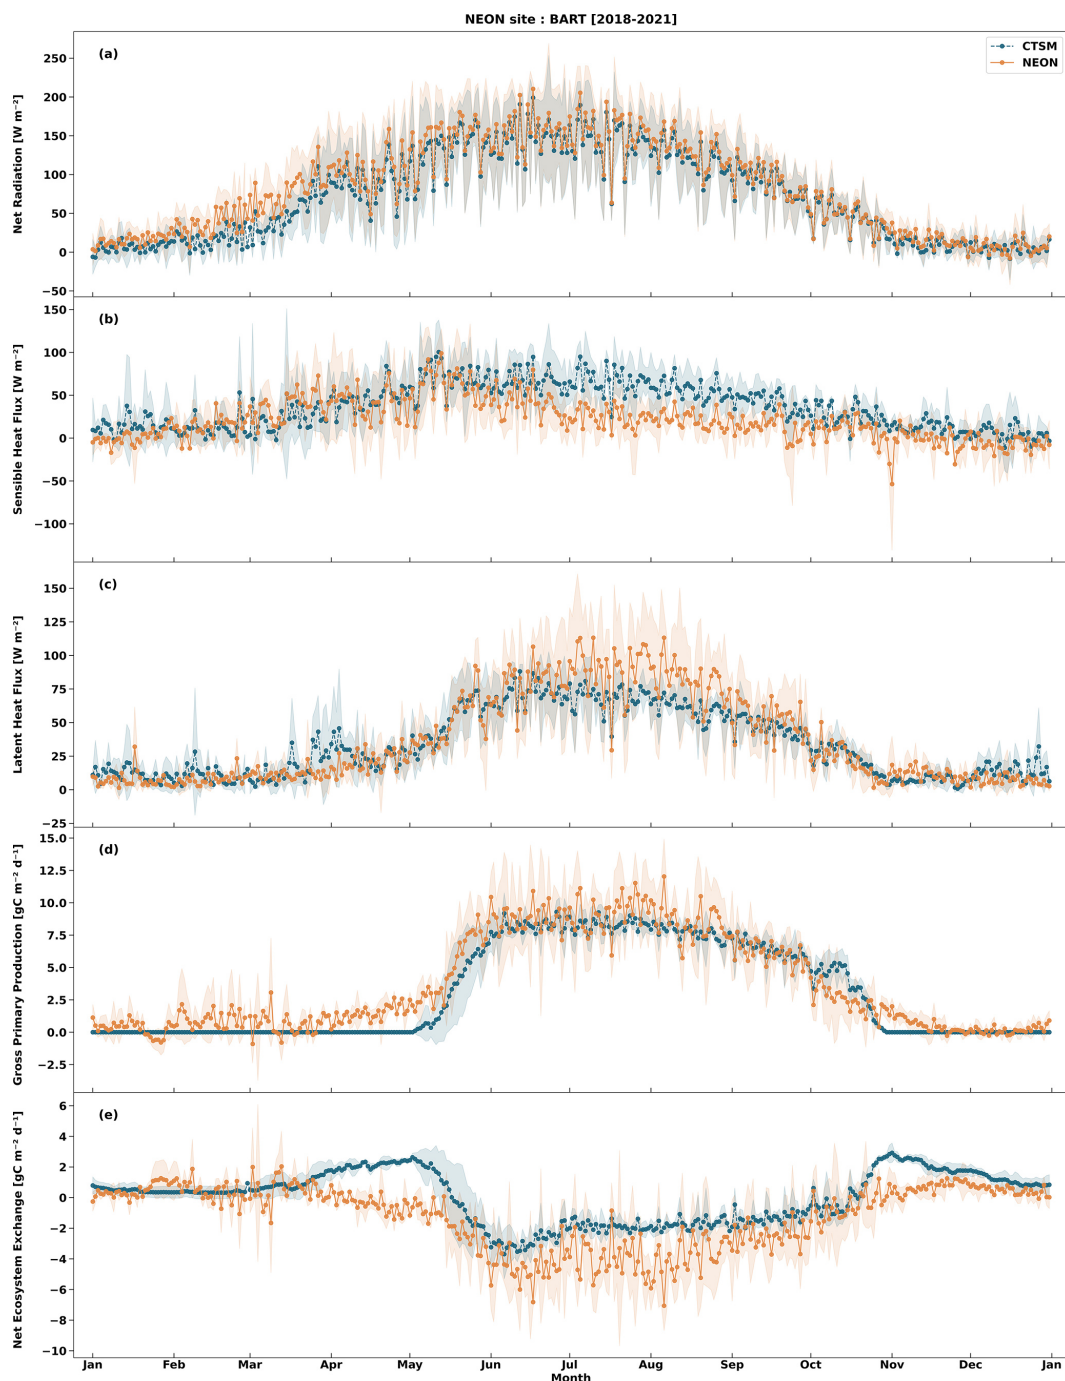 NEON site : BART [2018-2021]
(a)
CTSM
NEON
Net Radiation [W m⁻²]
250
200
150
100
50
0
−50
(b)
Sensible Heat Flux [W m⁻²]
150
100
50
0
−50
−100
(c)
Latent Heat Flux [W m⁻²]
150
125
100
75
50
25
0
−25
(d)
Gross Primary Production [gC m⁻² d⁻¹]
15.0
12.5
10.0
7.5
5.0
2.5
0.0
−2.5
(e)
Net Ecosystem Exchange [gC m⁻² d⁻¹]
6
4
2
0
−2
−4
−6
−8
−10
Jan Feb Mar Apr May Jun Jul Aug Sep Oct Nov Dec Jan
Month